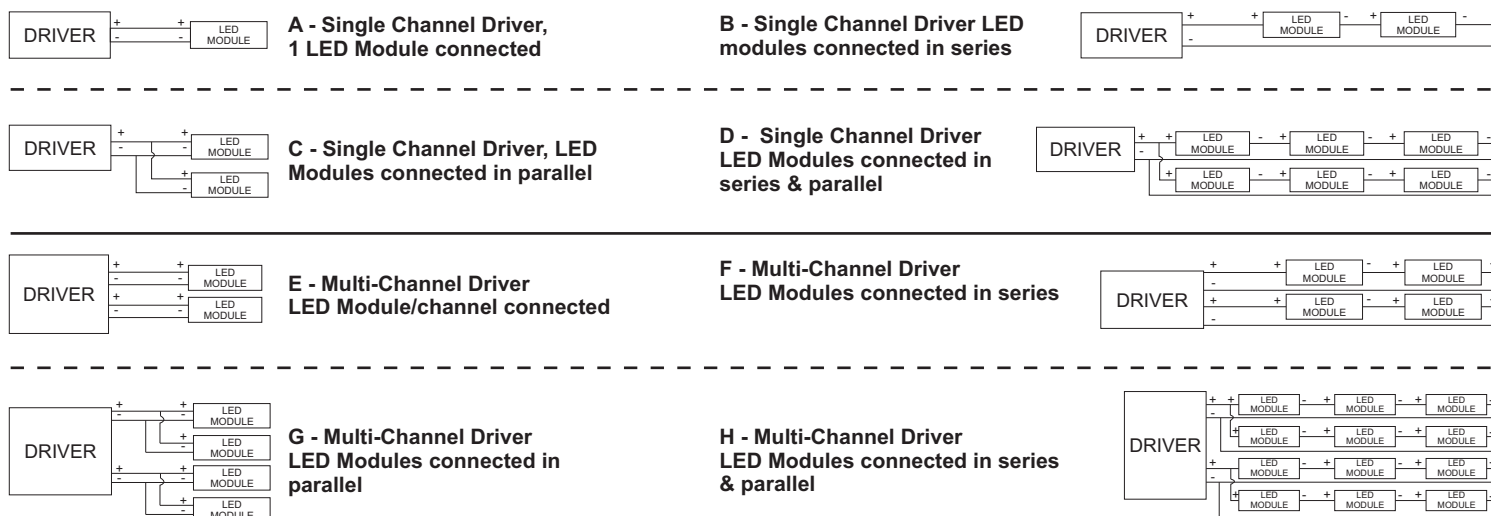 DRIVER
+ +
- -
LED
MODULE
A - Single Channel Driver,
1 LED Module connected
B - Single Channel Driver LED
modules connected in series
DRIVER
+
-
+ LED - + LED -
MODULE MODULE
DRIVER
+ +
- -
LED
MODULE
+
-
LED
MODULE
C - Single Channel Driver, LED
Modules connected in parallel
D - Single Channel Driver
LED Modules connected in
series & parallel
DRIVER
+
-
+ LED - + LED - + LED -
MODULE MODULE MODULE
+ LED - + LED - + LED -
MODULE MODULE MODULE
DRIVER
+ +
- -
LED
MODULE
+ +
- -
LED
MODULE
E - Multi-Channel Driver
LED Module/channel connected
F - Multi-Channel Driver
LED Modules connected in series
DRIVER
+
-
+ LED - + LED
MODULE MODULE
+
-
+ LED - + LED
MODULE MODULE
DRIVER
+ +
- -
LED
MODULE
+
-
LED
MODULE
+ +
- -
LED
MODULE
+
-
LED
MODULE
G - Multi-Channel Driver
LED Modules connected in
parallel
H - Multi-Channel Driver
LED Modules connected in series
& parallel
DRIVER
+
-
+ LED - + LED - + LED
MODULE MODULE MODULE
+ LED - + LED - + LED
MODULE MODULE MODULE
+
-
+ LED - + LED - + LED
MODULE MODULE MODULE
+ LED - + LED - + LED
MODULE MODULE MODULE